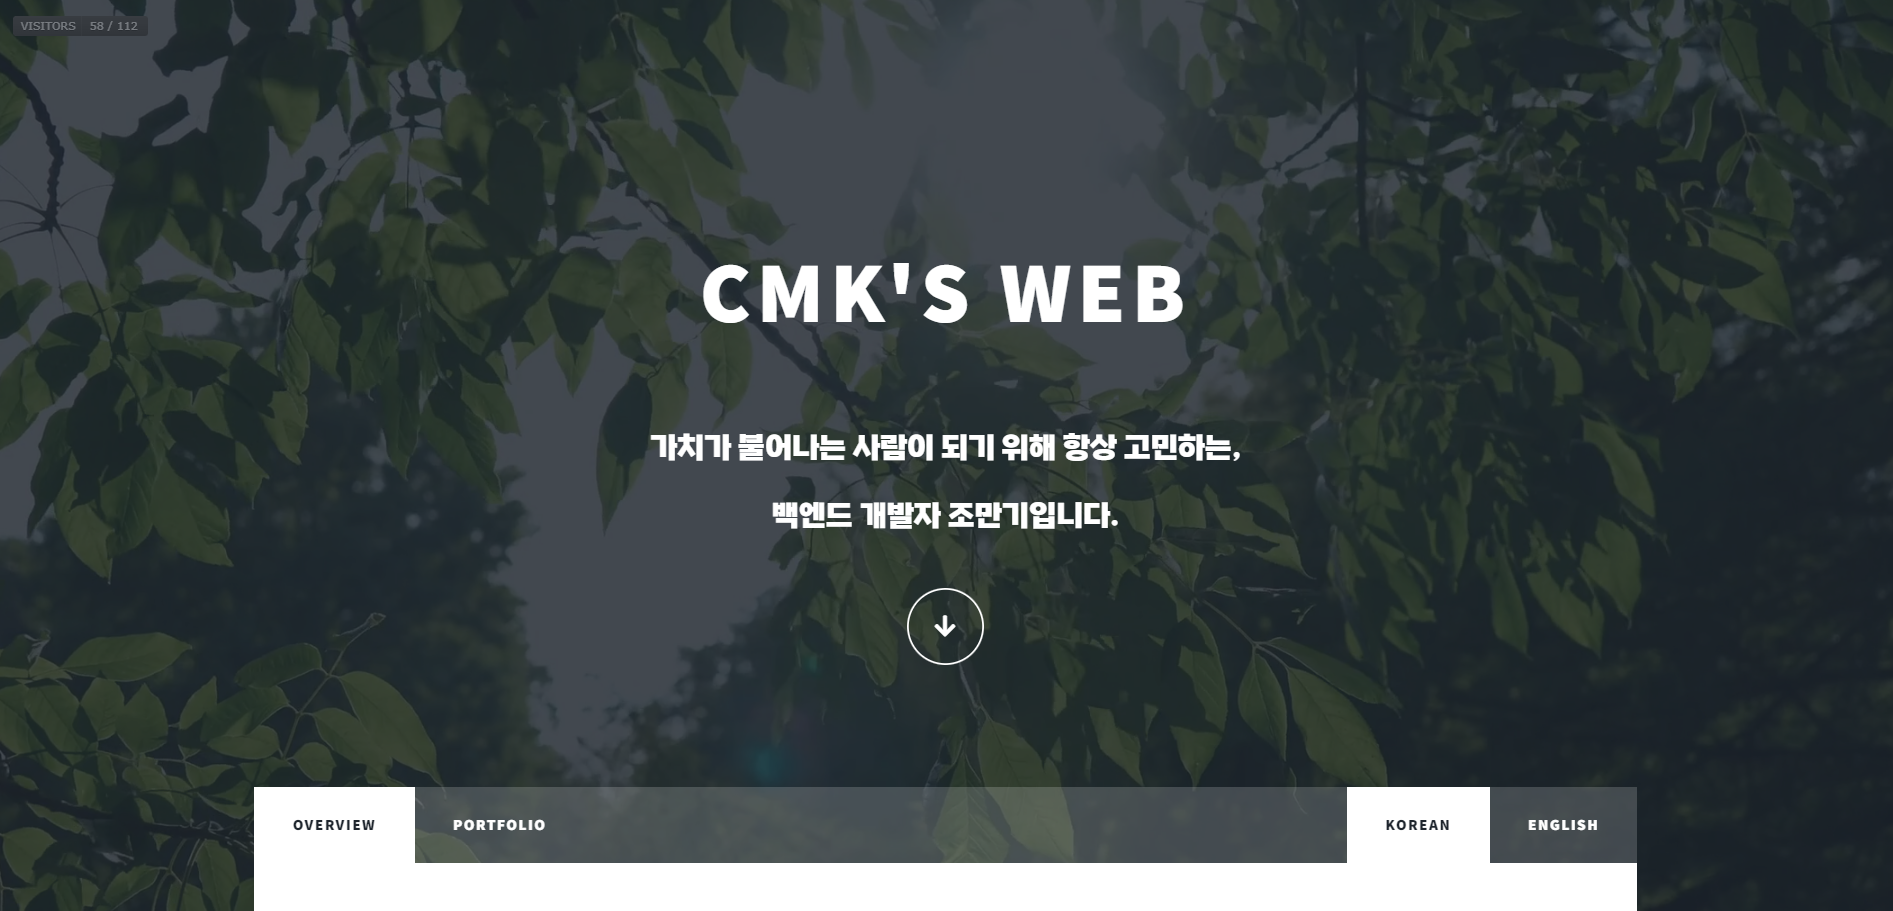 VISITORS 58 / 112
CMK'S WEB
가치가 불어나는 사람이 되기 위해 항상 고민하는,
백엔드 개발자 조만기입니다.
OVERVIEW PORTFOLIO KOREAN ENGLISH